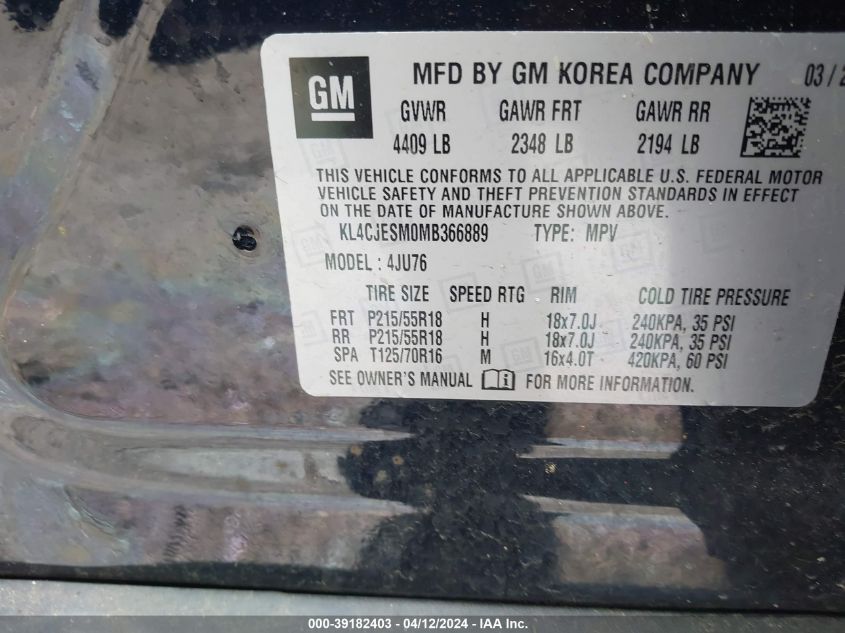 GM
MFD BY GM KOREA COMPANY 03/2
GVWR GAWR FRT GAWR RR
4409 LB 2348 LB 2194 LB
THIS VEHICLE CONFORMS TO ALL APPLICABLE U.S. FEDERAL MOTOR
VEHICLE SAFETY AND THEFT PREVENTION STANDARDS IN EFFECT
ON THE DATE OF MANUFACTURE SHOWN ABOVE.
KL4CJESM0MB366889 TYPE: MPV
MODEL : 4JU76
TIRE SIZE SPEED RTG RIM COLD TIRE PRESSURE
FRT P215/55R18 H 18x7.0J 240KPA, 35 PSI
RR P215/55R18 H 18x7.0J 240KPA, 35 PSI
SPA T125/70R16 M 16x4.0T 420KPA, 60 PSI
SEE OWNER'S MANUAL FOR MORE INFORMATION.
000-39182403 - 04/12/2024 - © IAA Inc.